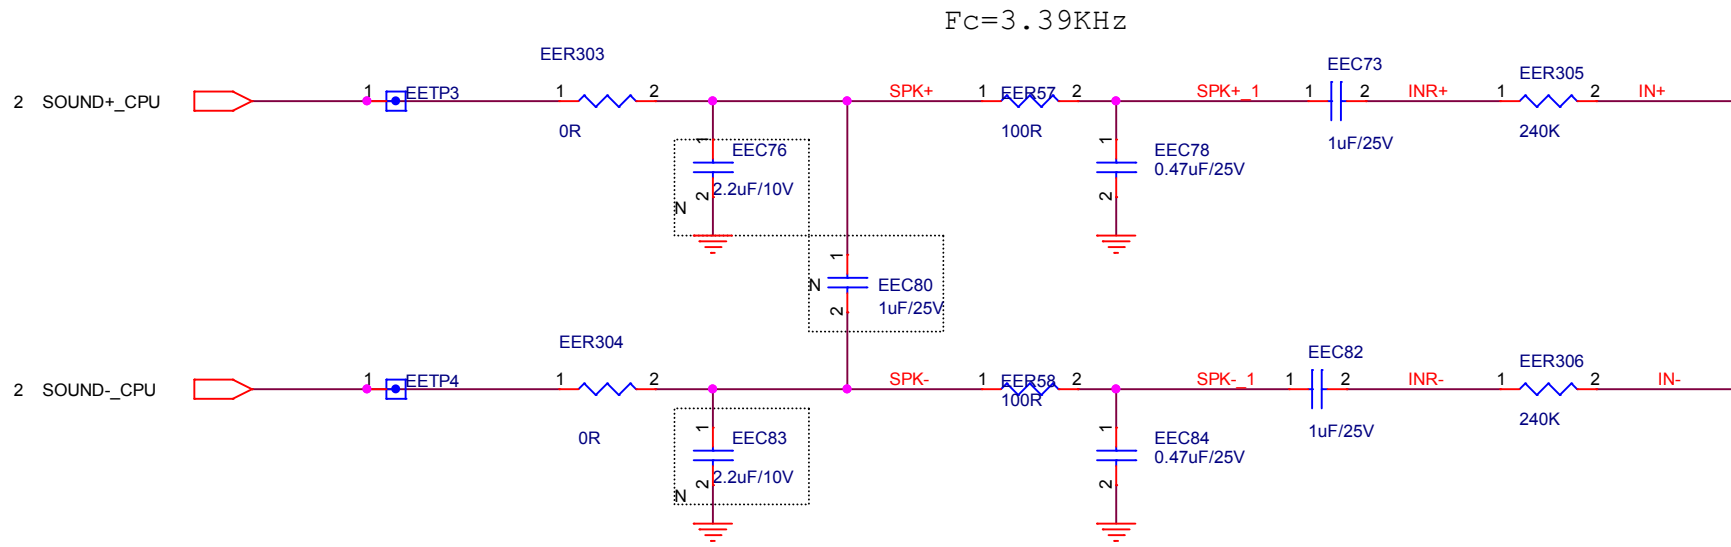 Fc=3.39KHz
EER303
EEC73
EER305
2 SOUND+_CPU
1
EETP3
1 2
SPK+
1 EER57 2
SPK+_1
1 2
INR+
1 2
IN+
0R
100R
1uF/25V
240K
1
EEC76
2.2uF/10V
2
N
1
EEC78
0.47uF/25V
2
1
N
EEC80
1uF/25V
2
EER304
EEC82
EER306
2 SOUND-_CPU
1
EETP4
1 2
SPK-
1 EER58 2
100R
SPK-_1
1 2
INR-
1 2
IN-
0R
1uF/25V
240K
1
EEC83
2.2uF/10V
2
N
1
EEC84
0.47uF/25V
2